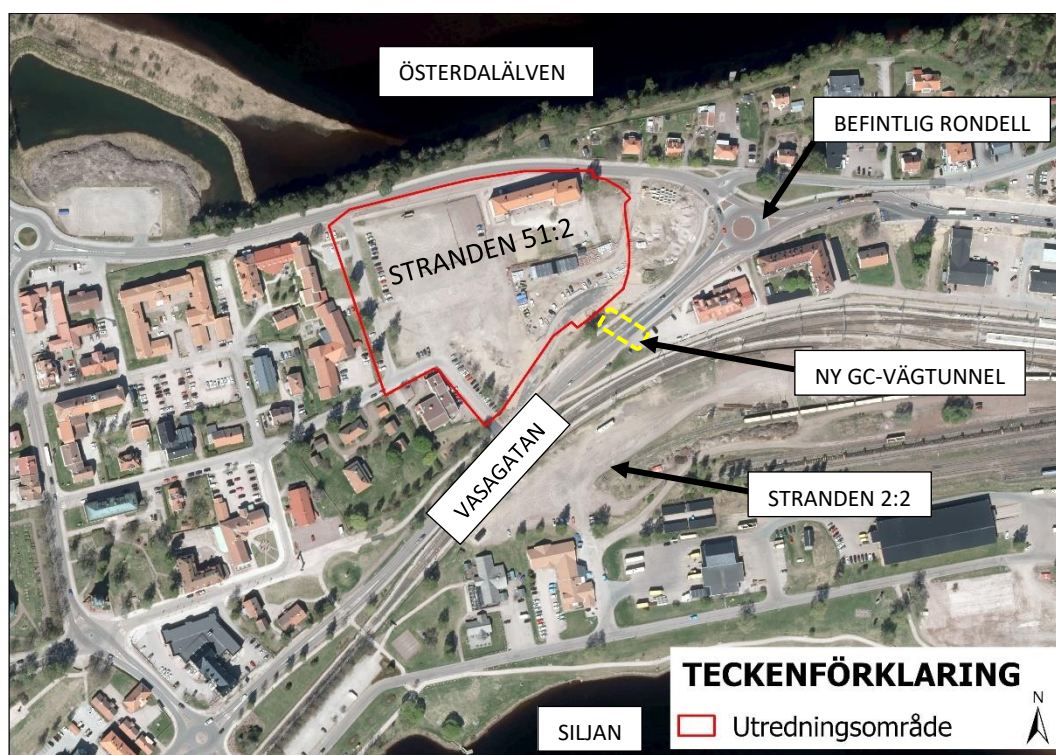 ÖSTERDALÄLVEN
BEFINTLIG RONDELL
STRANDEN 51:2
NY GC-VÄGTUNNEL
VASAGATAN
STRANDEN 2:2
TECKENFÖRKLARING
Utredningsområde
N
SILJAN